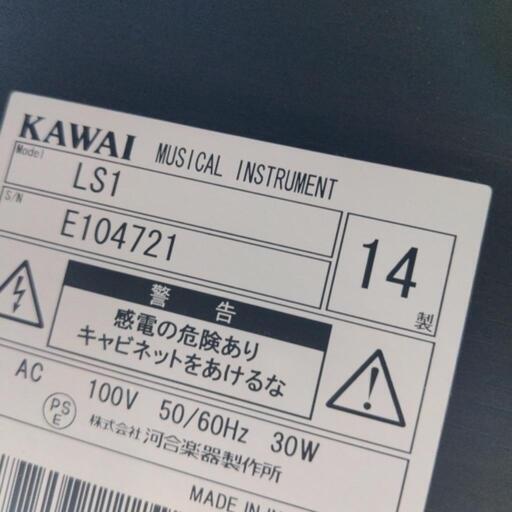 KAWAI MUSICAL INSTRUMENT
Model
LS1
S/N
E104721
14
製
警告
感電の危険あり
キャビネットをあけるな
AC 100V 50/60Hz 30W
PS
E
株式会社 河合楽器製作所
MADE IN